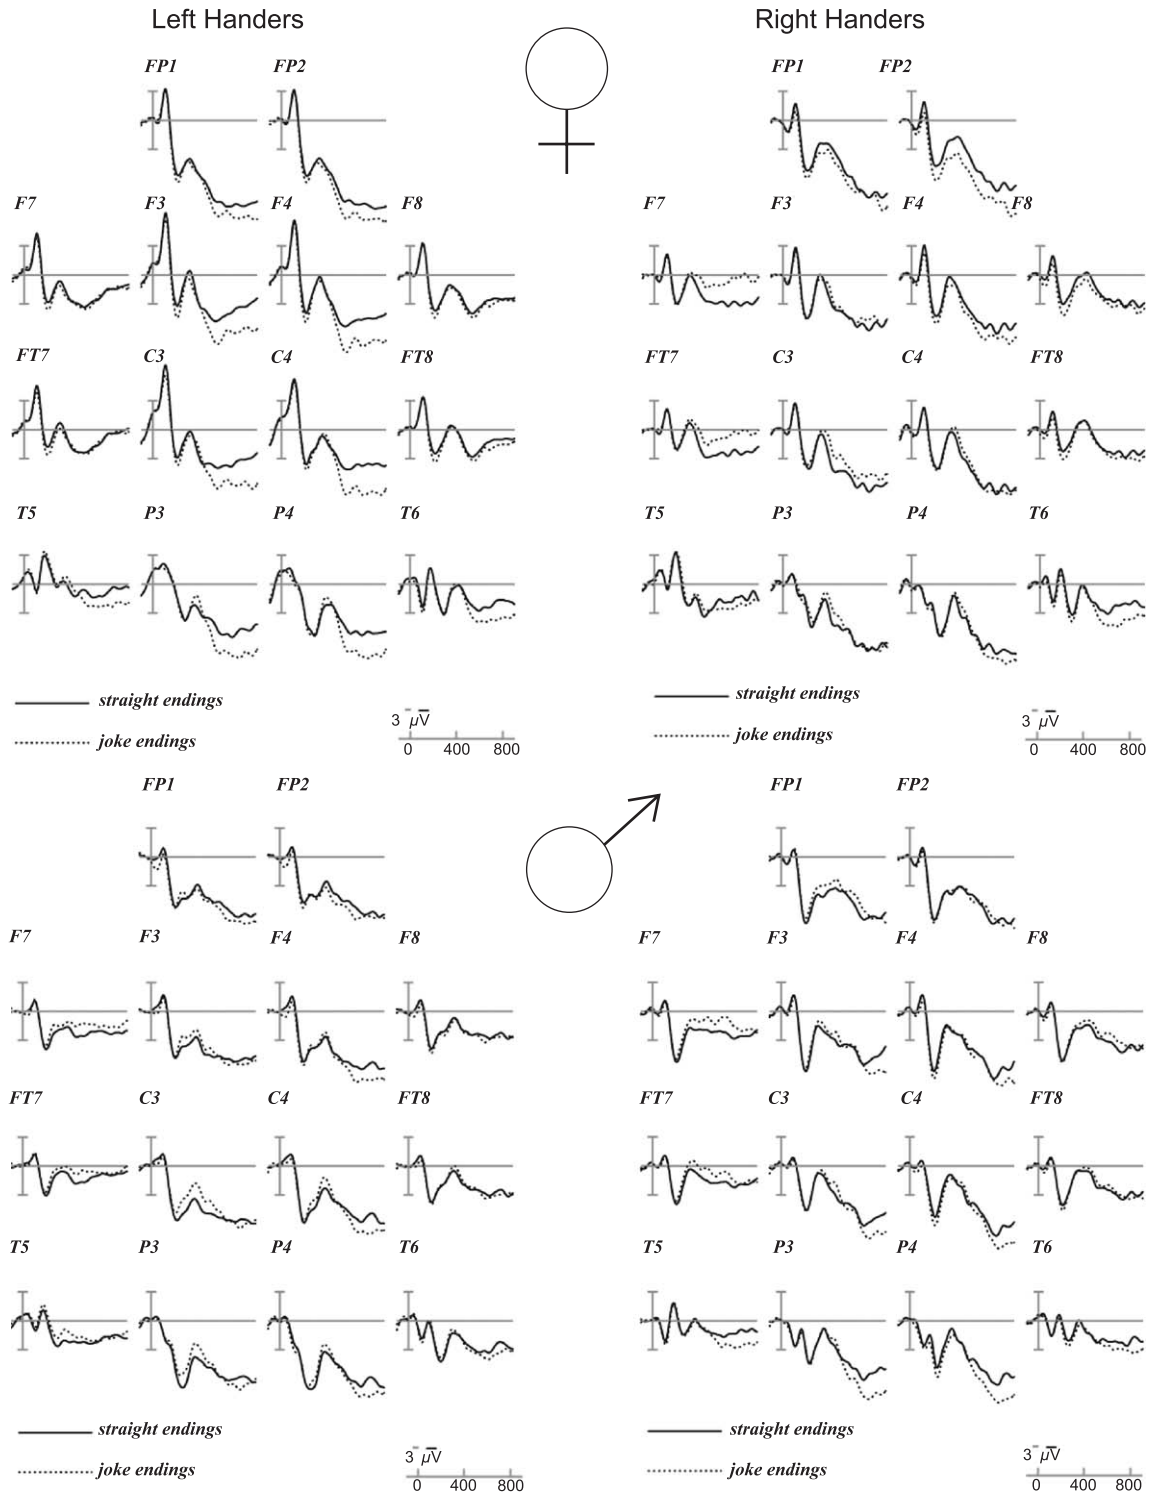 Left Handers Right Handers
FP1 FP2 FP1 FP2
F7 F3 F4 F8 F7 F3 F4 F8
FT7 C3 C4 FT8 FT7 C3 C4 FT8
T5 P3 P4 T6 T5 P3 P4 T6
straight endings straight endings
3 μV 3 μV
joke endings joke endings
0 400 800 0 400 800
FP1 FP2 FP1 FP2
F7 F3 F4 F8 F7 F3 F4 F8
FT7 C3 C4 FT8 FT7 C3 C4 FT8
T5 P3 P4 T6 T5 P3 P4 T6
straight endings straight endings
3 μV 3 μV
joke endings joke endings
0 400 800 0 400 800